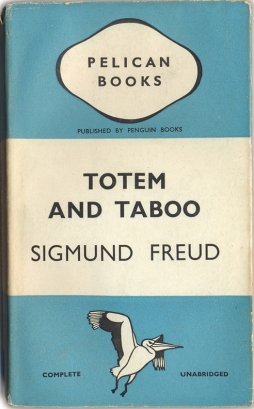 PELICAN
BOOKS
PUBLISHED BY PENGUIN BOOKS
TOTEM
AND TABOO
SIGMUND FREUD
COMPLETE UNABRIDGED